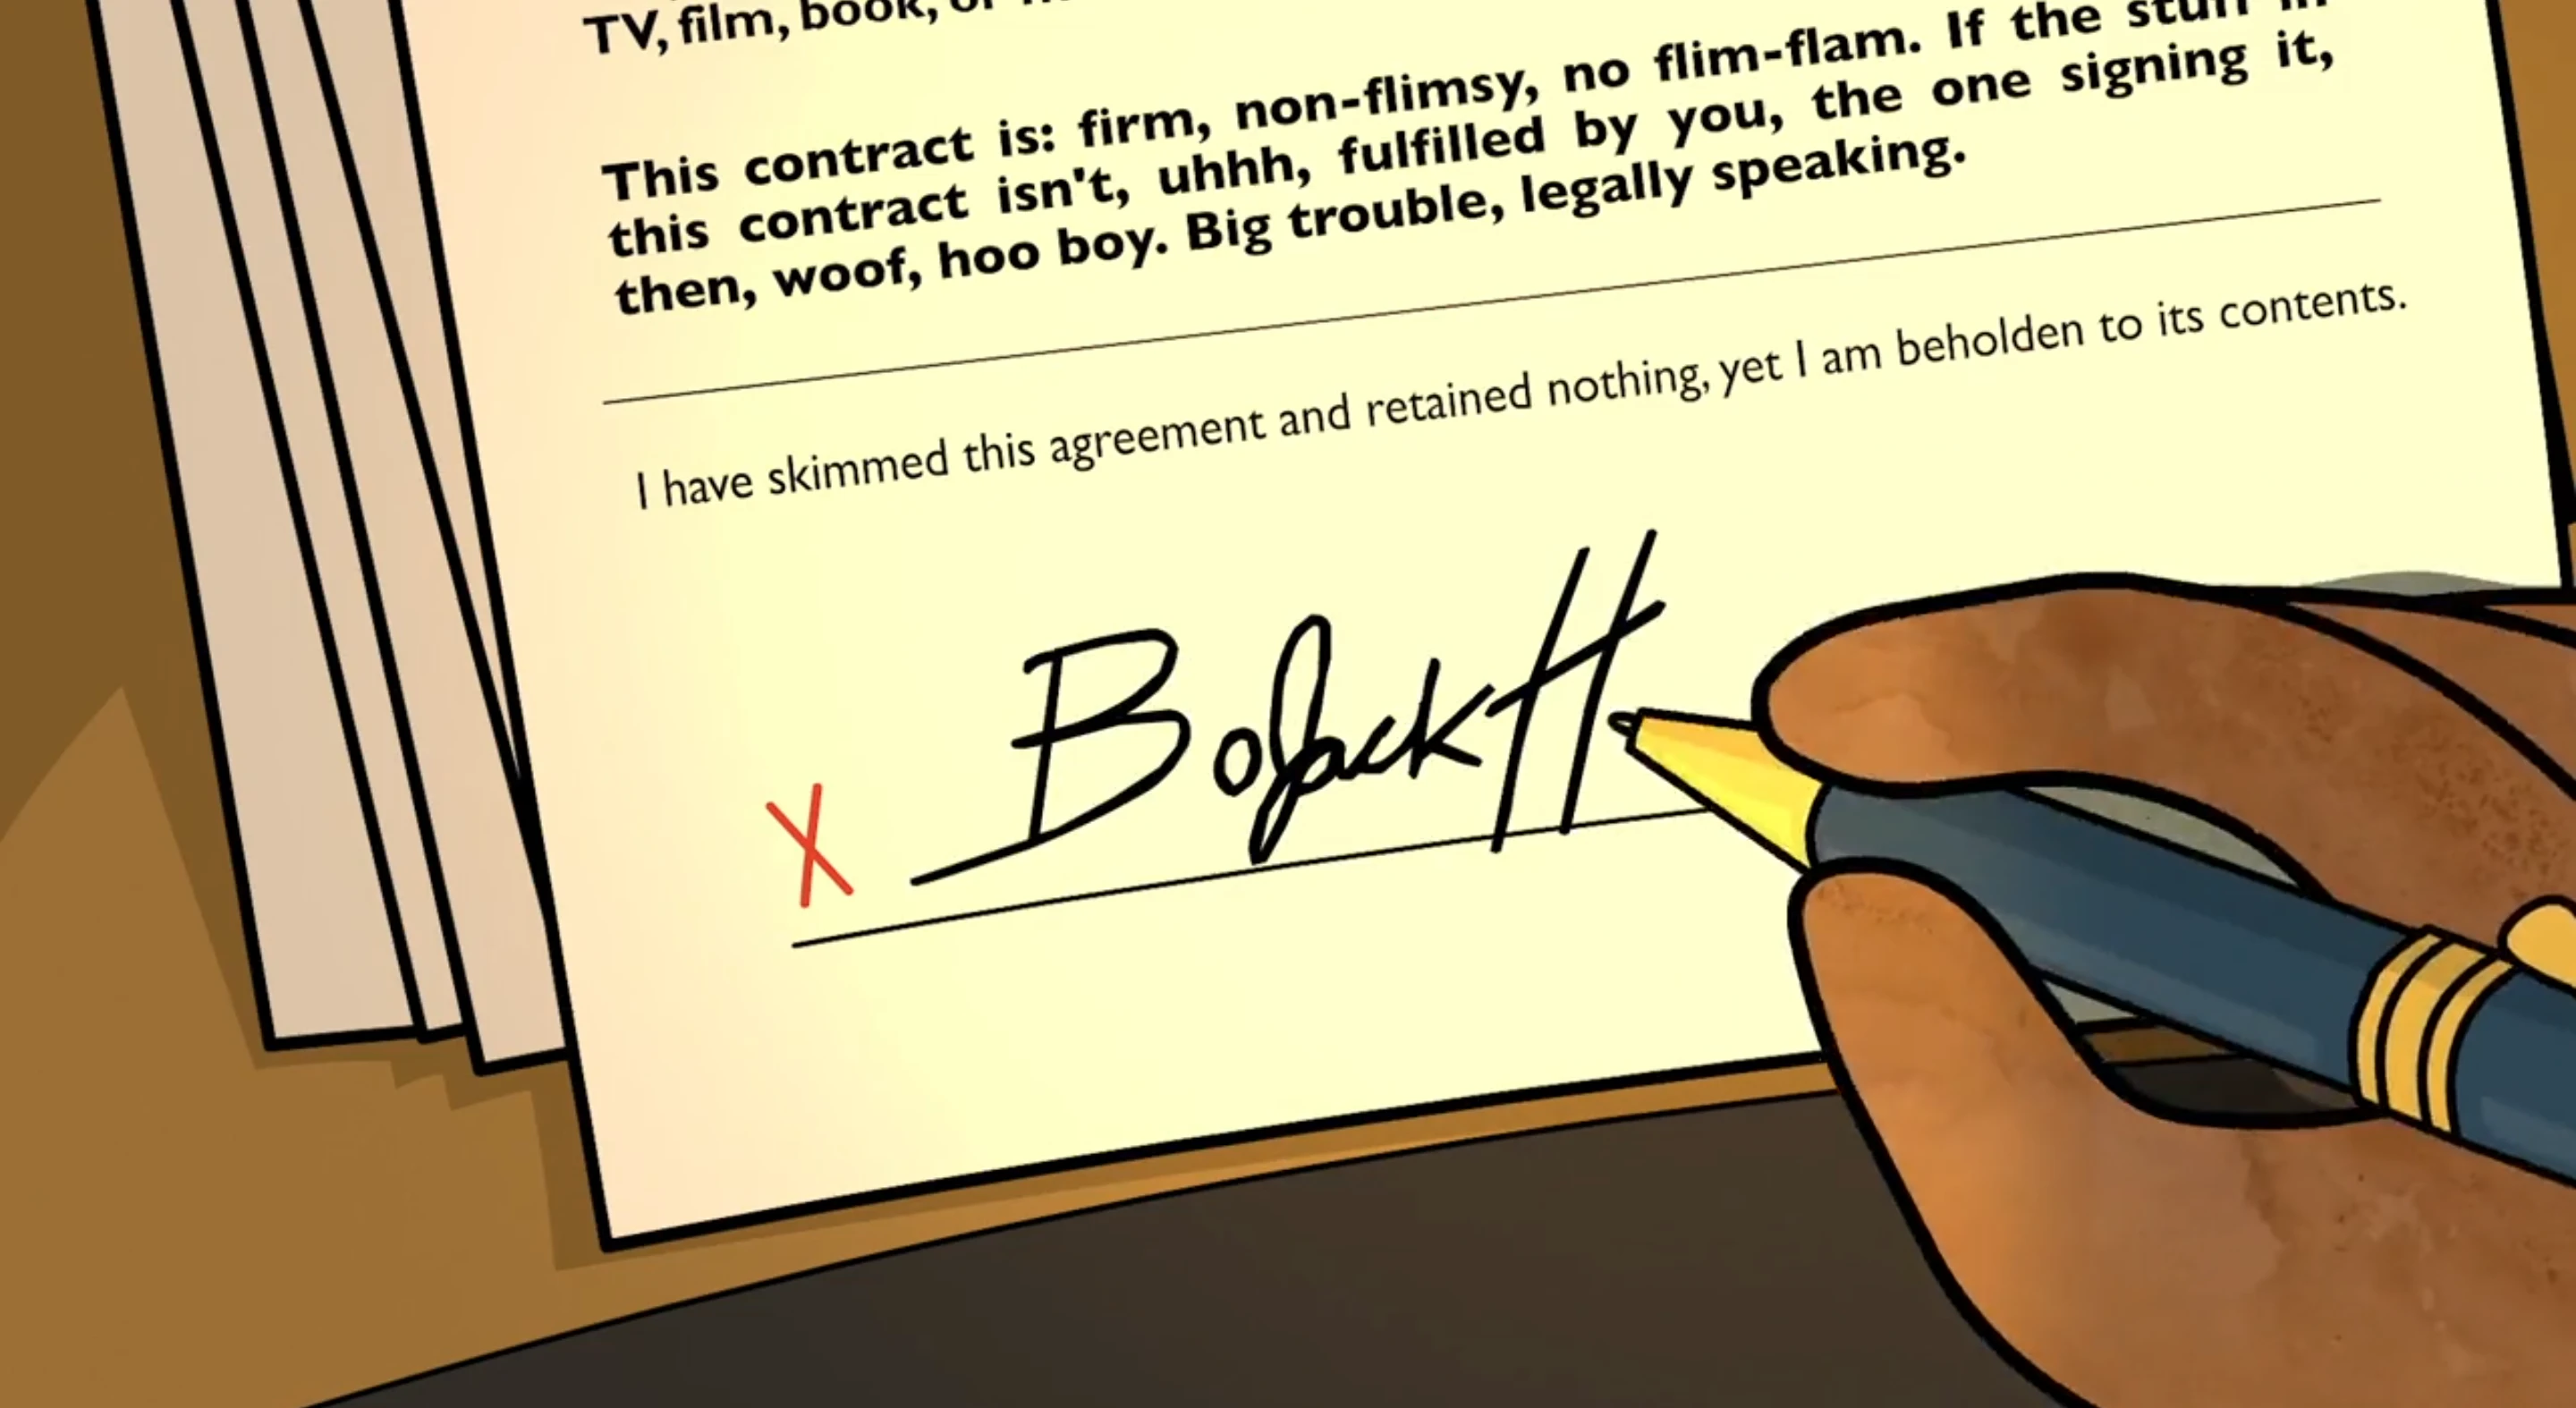 TV, film, book, or
This contract is: firm, non-flimsy, no flim-flam. If the stuff in
this contract isn't, uhhh, fulfilled by you, the one signing it,
then, woof, hoo boy. Big trouble, legally speaking.
I have skimmed this agreement and retained nothing, yet I am beholden to its contents.
X BoJack H